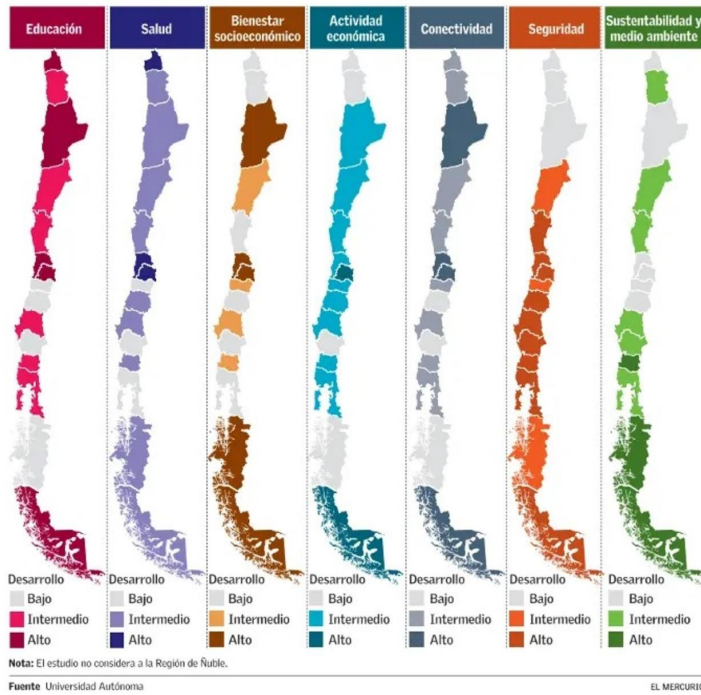 Educación
Salud
Bienestar
socioeconómico
Actividad
económica
Conectividad
Seguridad
Sustentabilidad y
medio ambiente
Desarrollo
Bajo
Intermedio
Alto
Desarrollo
Bajo
Intermedio
Alto
Desarrollo
Bajo
Intermedio
Alto
Desarrollo
Bajo
Intermedio
Alto
Desarrollo
Bajo
Intermedio
Alto
Desarrollo
Bajo
Intermedio
Alto
Desarrollo
Bajo
Intermedio
Alto
Nota: El estudio no considera a la Región de Ñuble.
Fuente Universidad Autónoma
EL MERCURIO